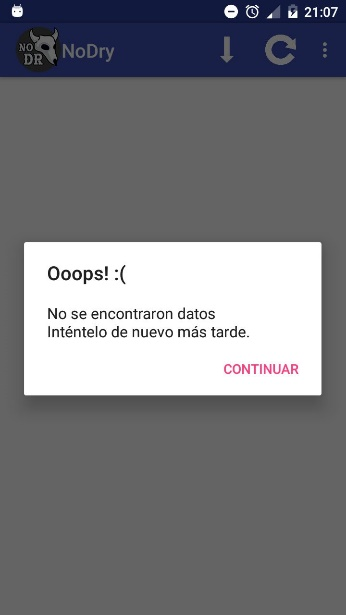 21:07
NO
DR
NoDry
Ooops! :(
No se encontraron datos
Inténtelo de nuevo más tarde.
CONTINUAR